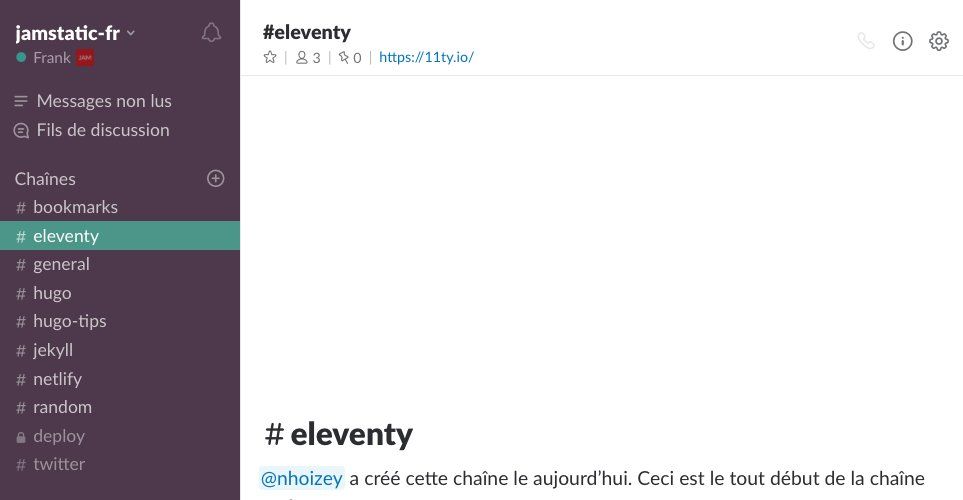 jamstatic-fr
Frank JAM
Messages non lus
Fils de discussion
Chaînes
# bookmarks
# eleventy
# general
# hugo
# hugo-tips
# jekyll
# netlify
# random
deploy
# twitter
#eleventy
3 | 0 | https://11ty.io/
# eleventy
@nhoizey a créé cette chaîne le aujourd’hui. Ceci est le tout début de la chaîne